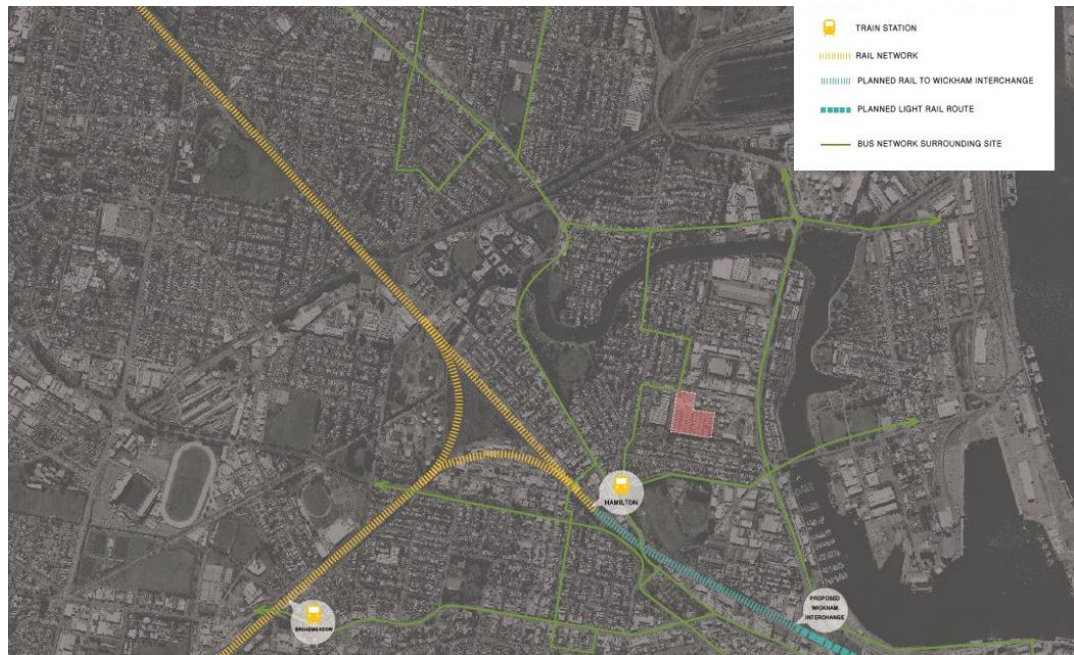 TRAIN STATION
RAIL NETWORK
PLANNED RAIL TO WICKHAM INTERCHANGE
PLANNED LIGHT RAIL ROUTE
BUS NETWORK SURROUNDING SITE
HAMILTON
PROPOSED
WICKHAM
INTERCHANGE
BROADMEADOW